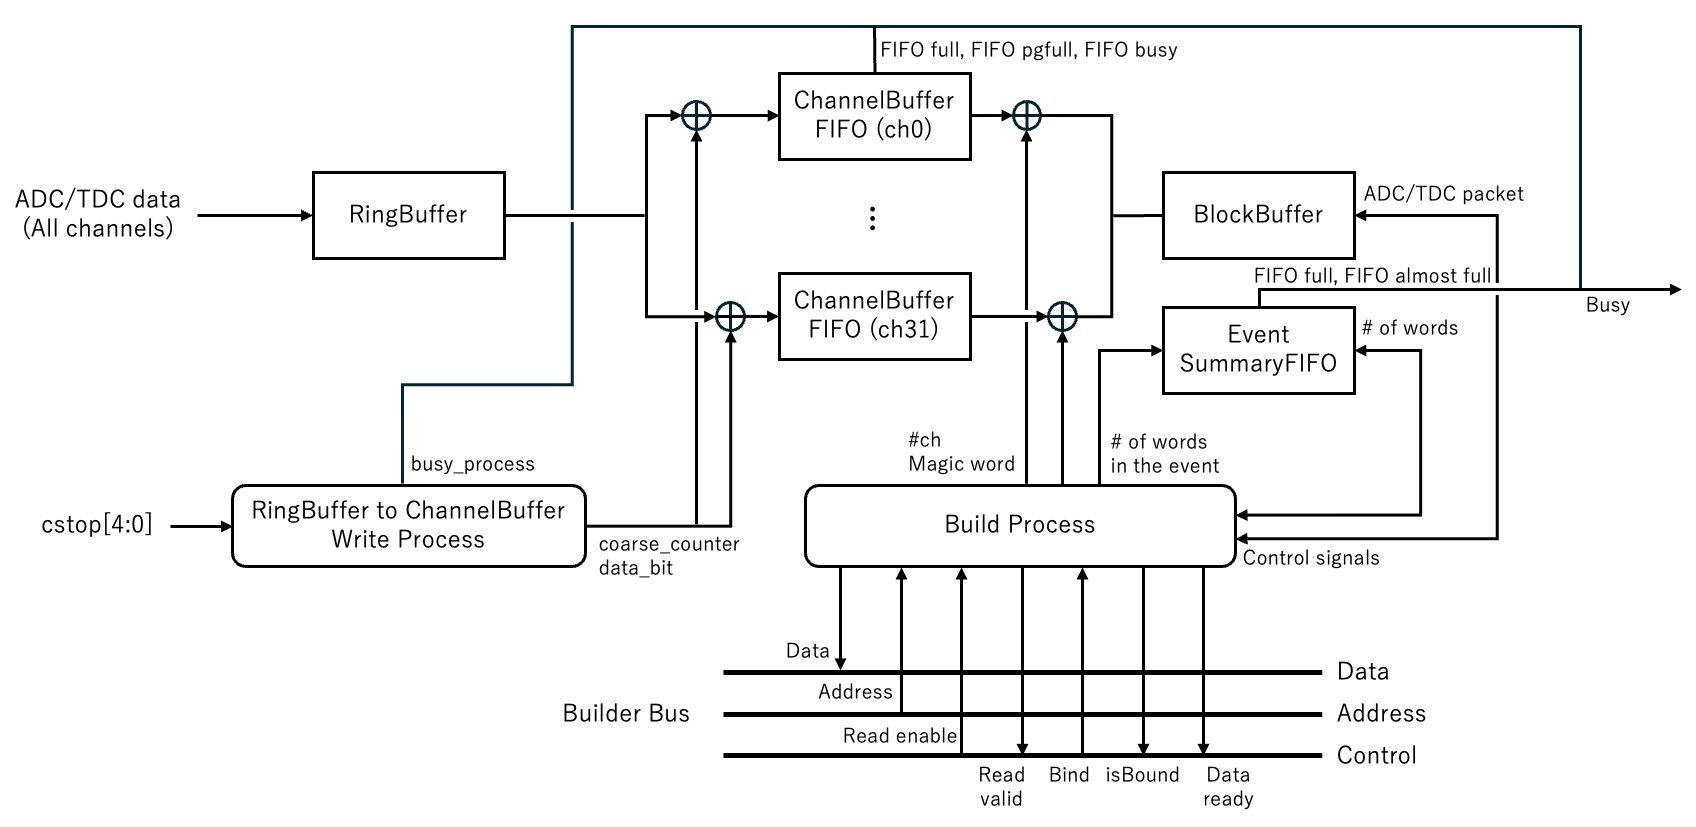 FIFO full, FIFO pgfull, FIFO busy
ChannelBuffer
FIFO (ch0)
ADC/TDC data
(All channels)
RingBuffer
⋮
BlockBuffer
ADC/TDC packet
FIFO full, FIFO almost full
Busy
ChannelBuffer
FIFO (ch31)
Event
SummaryFIFO
# of words
busy_process
#ch
Magic word
# of words
in the event
cstop[4:0]
RingBuffer to ChannelBuffer
Write Process
coarse_counter
data_bit
Build Process
Control signals
Data
Data
Address
Builder Bus
Address
Read enable
Control
Read
valid
Bind
isBound
Data
ready